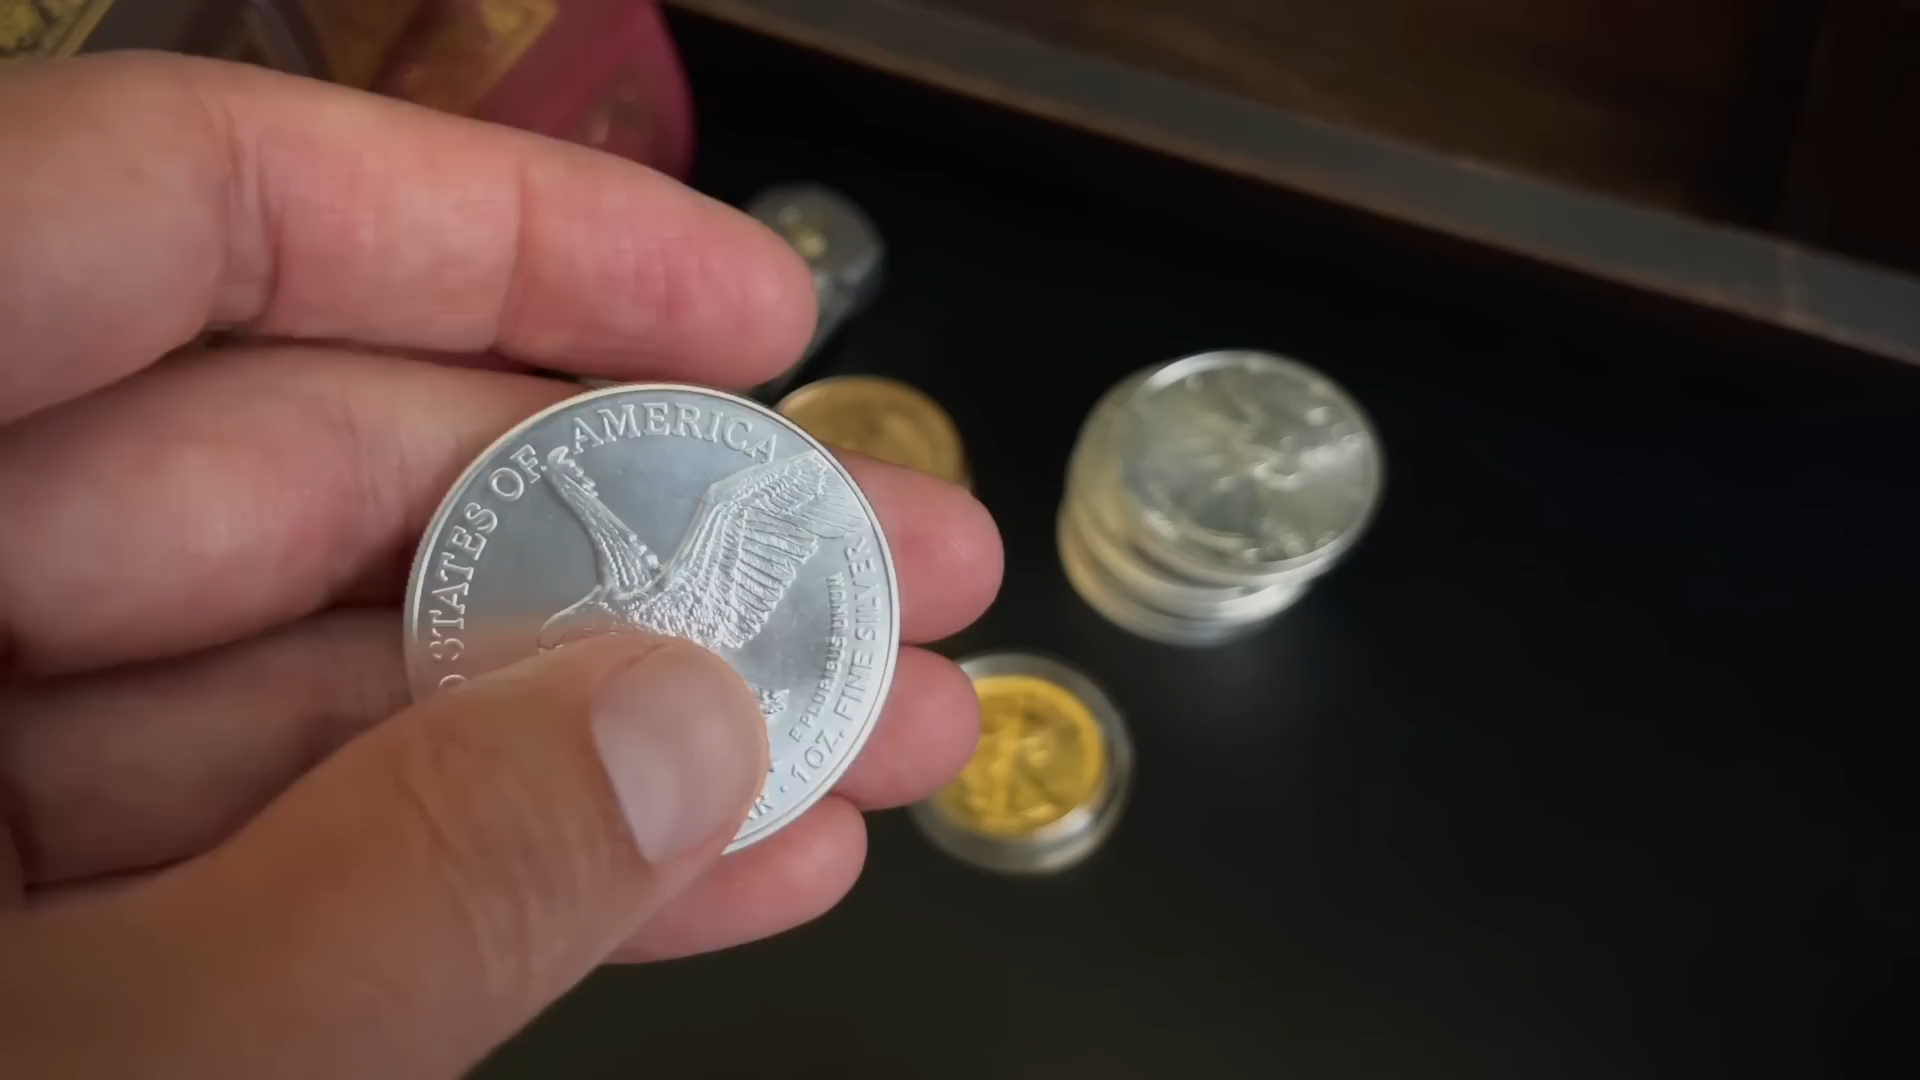 D STATES OF AMERICA
E PLURIBUS UNUM
· 1 OZ. FINE SILVER